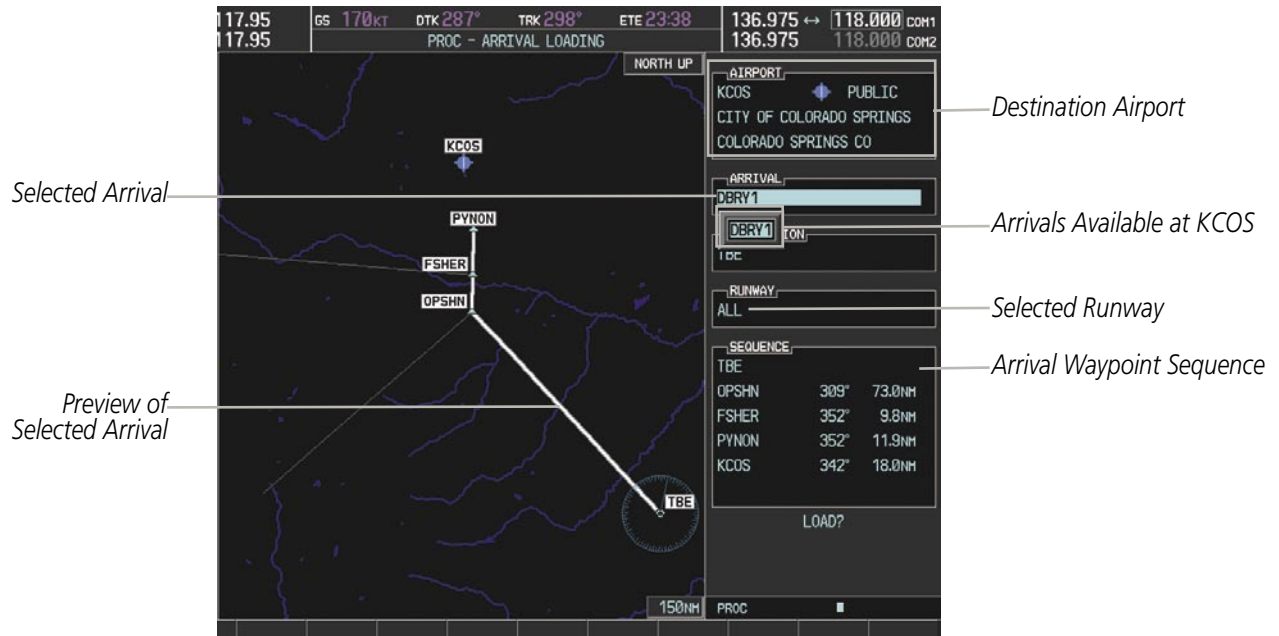 117.95 GS 170KT DTK 287° TRK 298° ETE 23:38 136.975 ↔ 118.000 COM1
117.95 PROC – ARRIVAL LOADING 136.975 118.000 COM2
NORTH UP
AIRPORT
KCOS PUBLIC
CITY OF COLORADO SPRINGS
COLORADO SPRINGS CO
Destination Airport
KCOS
ARRIVAL
DBRY1
Selected Arrival
DBRY1
Arrivals Available at KCOS
TBE
PYNON
FSHER
OPSHN
RUNWAY
ALL
Selected Runway
SEQUENCE
TBE
Arrival Waypoint Sequence
OPSHN 309° 73.0NM
FSHER 352° 9.8NM
PYNON 352° 11.9NM
KCOS 342° 18.0NM
Preview of
Selected Arrival
TBE
LOAD?
150NM
PROC